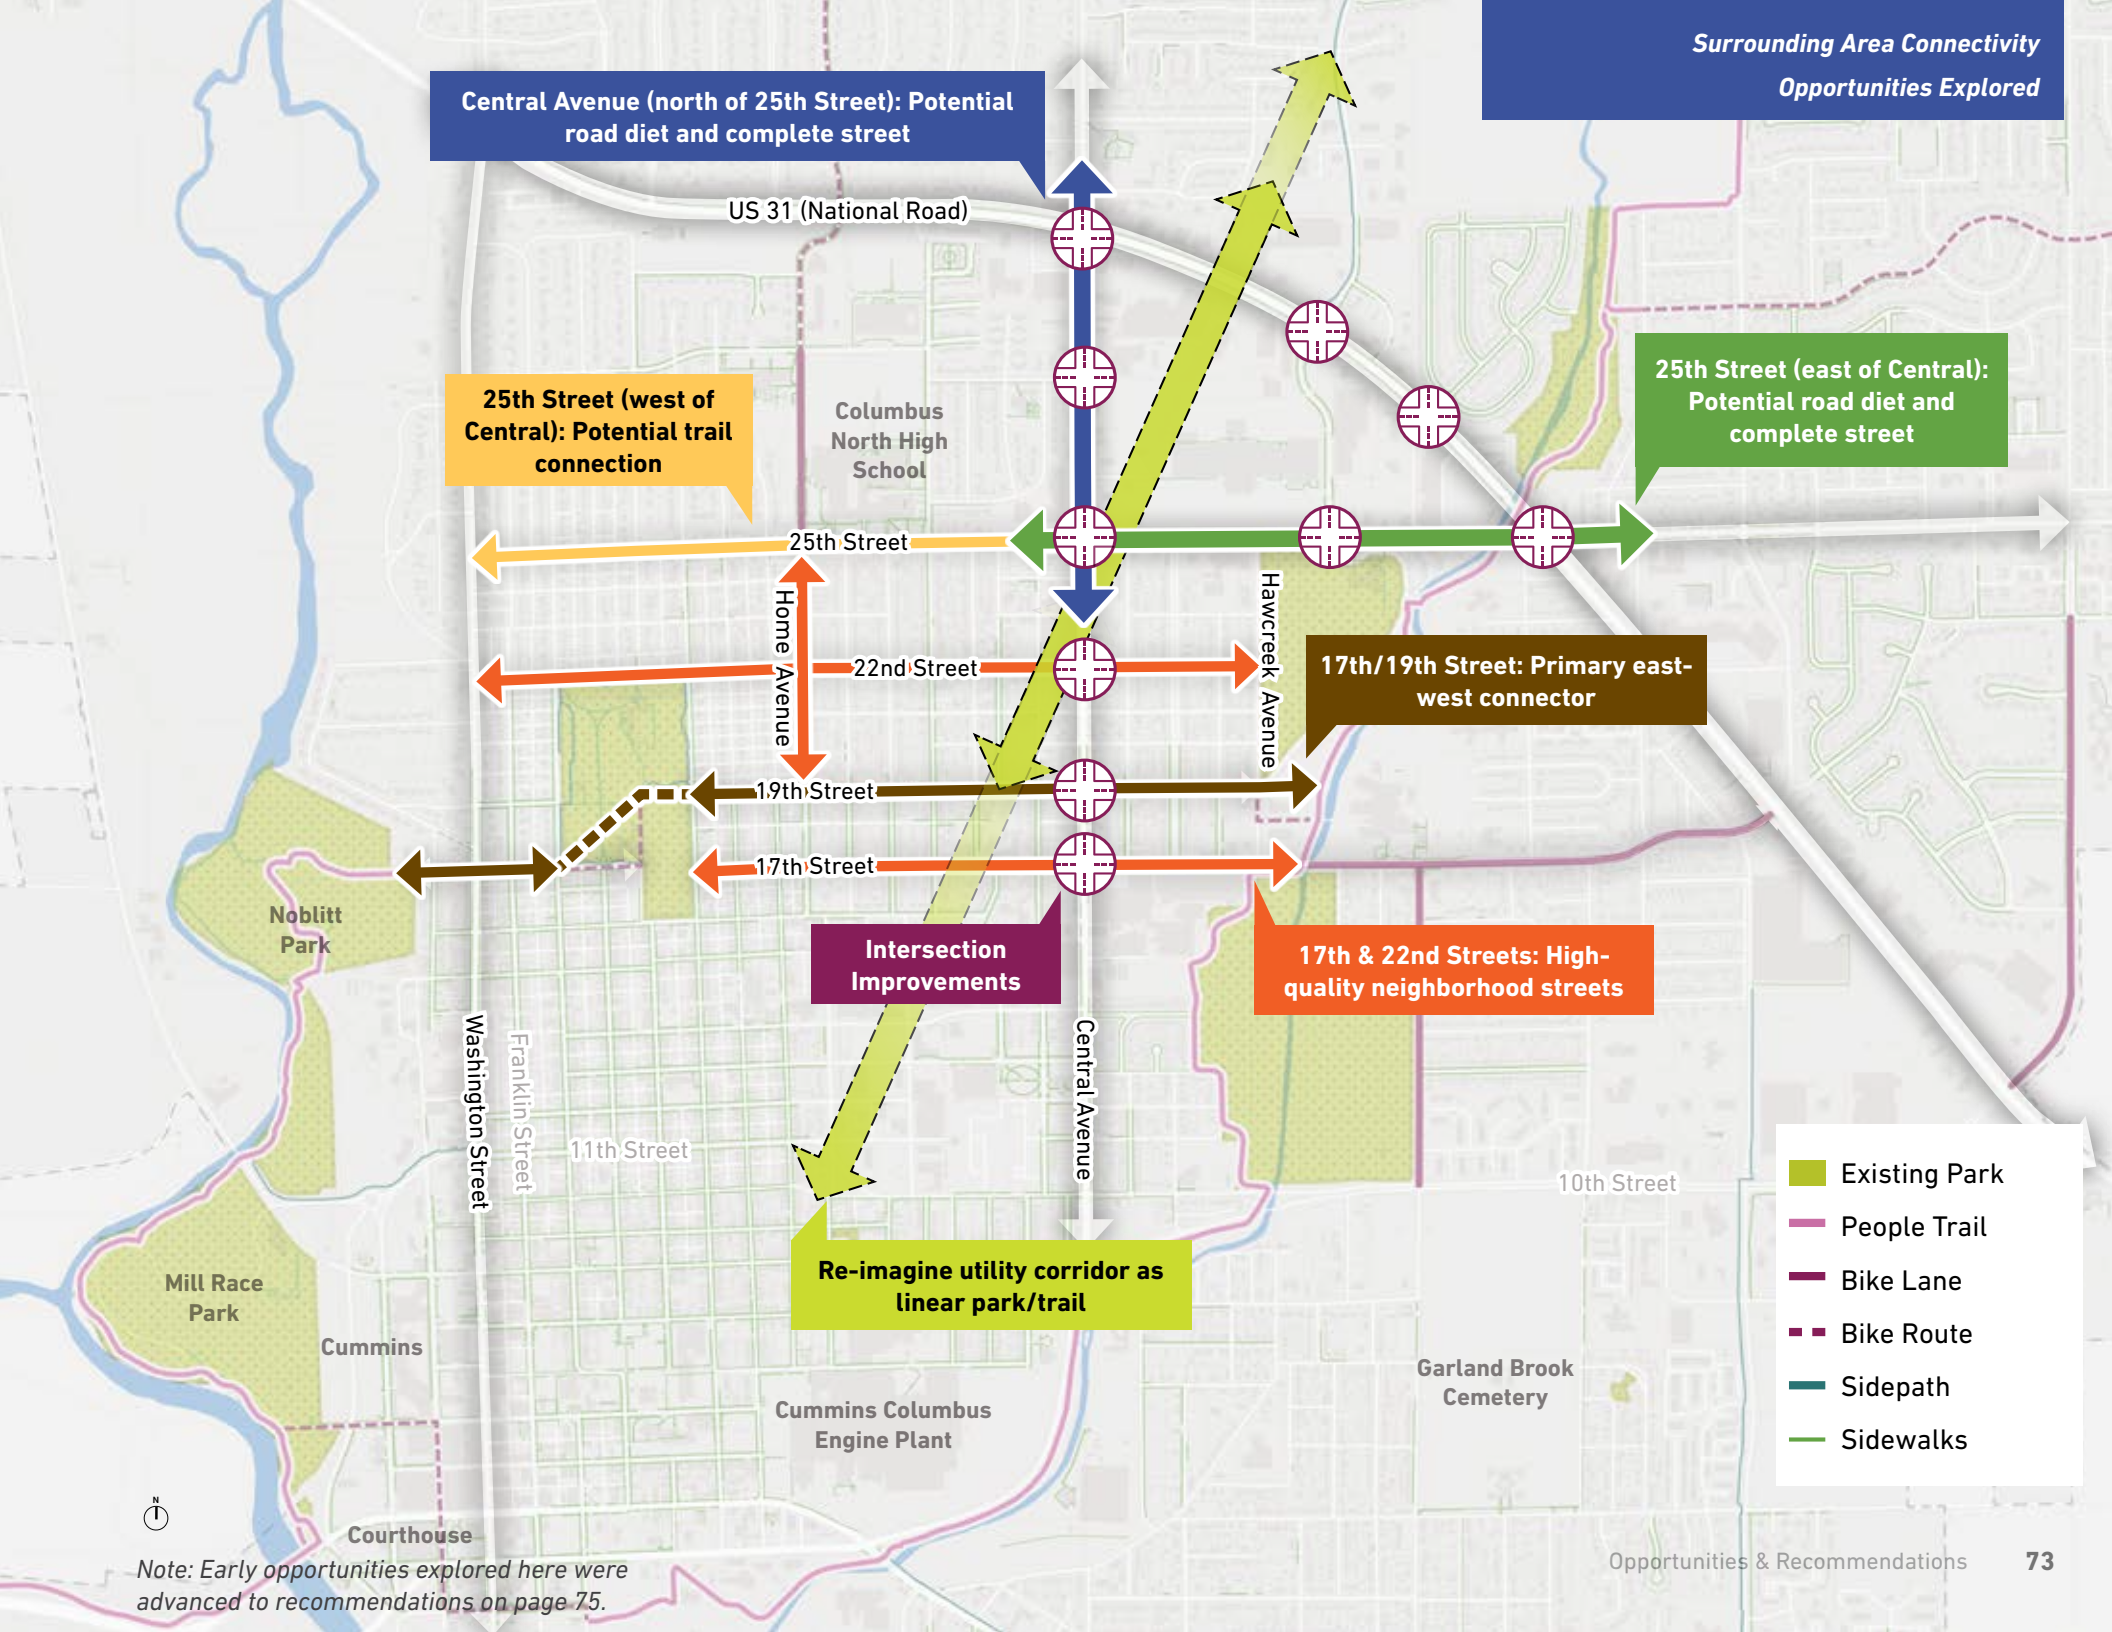 Surrounding Area Connectivity
Opportunities Explored
Central Avenue (north of 25th Street): Potential
road diet and complete street
US 31 (National Road)
25th Street (west of
Central): Potential trail
connection
Columbus
North High
School
25th Street (east of Central):
Potential road diet and
complete street
25th Street
Home Avenue
Hawcreek Avenue
22nd Street
17th/19th Street: Primary east-
west connector
19th Street
17th Street
Noblitt
Park
Intersection
Improvements
17th & 22nd Streets: High-
quality neighborhood streets
Washington Street
Franklin Street
Central Avenue
11th Street
10th Street
Re-imagine utility corridor as
linear park/trail
Mill Race
Park
Cummins
Cummins Columbus
Engine Plant
Garland Brook
Cemetery
Existing Park
People Trail
Bike Lane
Bike Route
Sidepath
Sidewalks
N
Courthouse
Note: Early opportunities explored here were
advanced to recommendations on page 75.
Opportunities & Recommendations 73